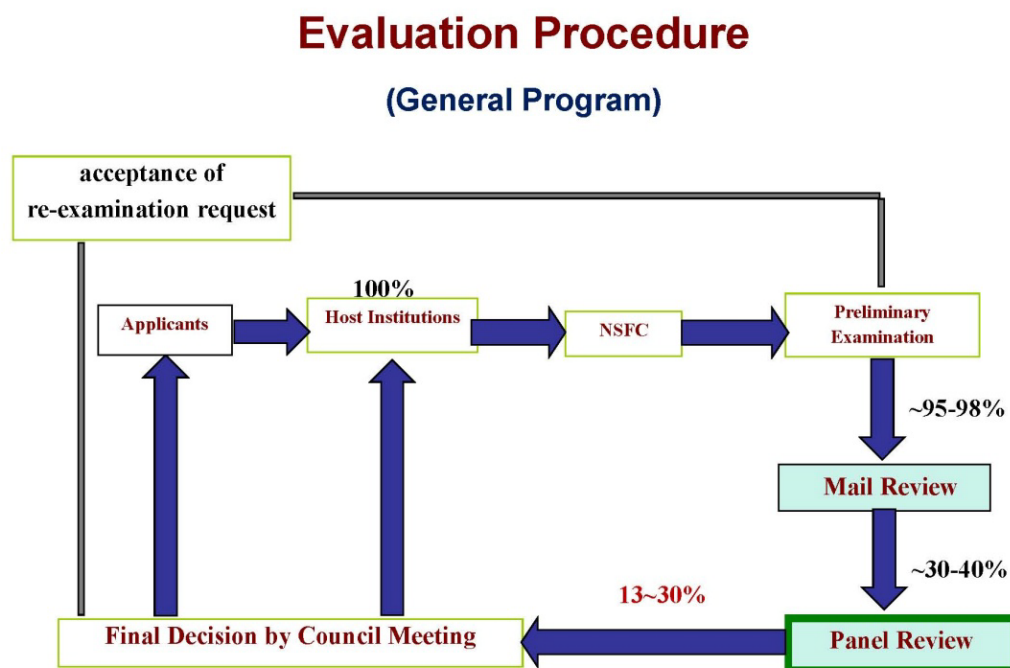 Evaluation Procedure
(General Program)
acceptance of
re-examination request
100%
Applicants
Host Institutions
NSFC
Preliminary
Examination
~95-98%
Mail Review
~30-40%
13~30%
Final Decision by Council Meeting
Panel Review